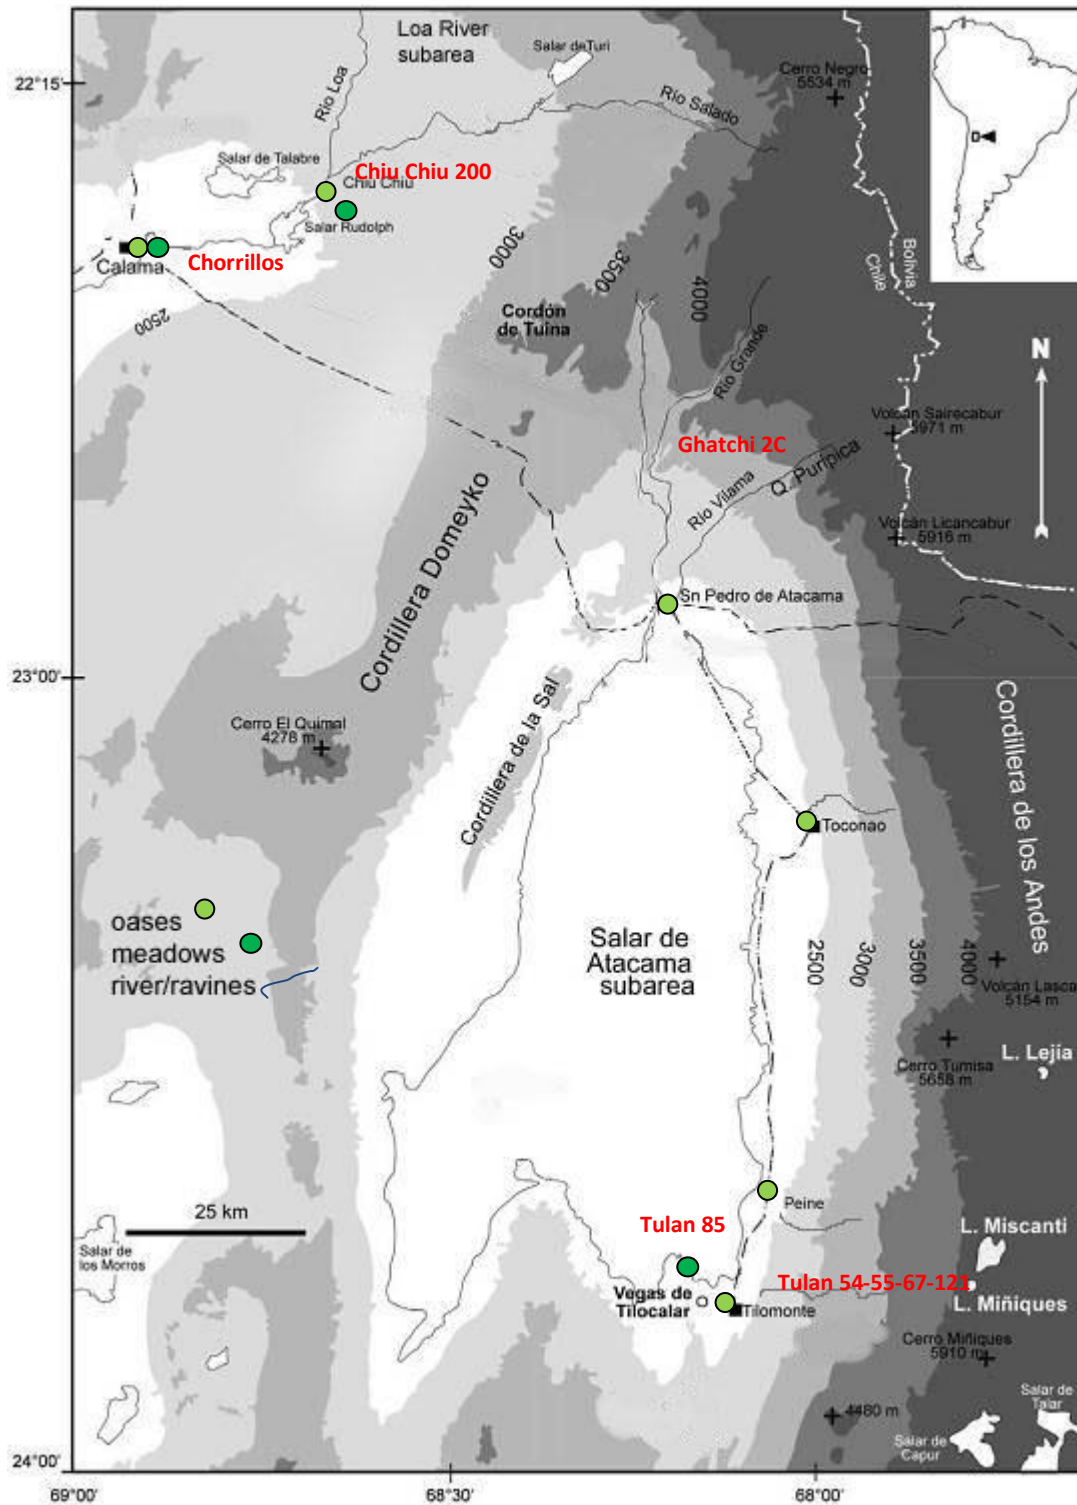 Loa River
subarea
Salar deTuri
22°15'
Cerro Negro
5534 m
Río Loa
Río Salado
Salar de Talabre
Chiu Chiu 200
Chiu Chiu
Salar Rudolph
Calama
Chorrillos
2500
3000
3500
4000
Bolivia
Chile
Cordón
de Tuina
Río Grande
N
Volcán Sairecabur
5971 m
Ghatchi 2C
Río Vilama
Q. Puripica
Volcán Licancabur
5916 m
Cordillera Domeyko
Sn Pedro de Atacama
23°00'
Cordillera de la Sal
Cerro El Quimal
4278 m
Cordillera de los Andes
Toconao
oases
meadows
river/ravines
Salar de
Atacama
subarea
2500
3000
3500
4000
Volcán Lasca
5154 m
Cerro Tumisa
5658 m
L. Lejía
25 km
Peine
Salar de
los Morros
Tulan 85
L. Miscanti
Tulan 54-55-67-121
Vegas de
Tilocalar
Tilomonte
L. Miñiques
Cerro Miñiques
5910 m
4480 m
Salar de
Talar
Salar de
Capur
24°00'
69°00'
68°30'
68°00'